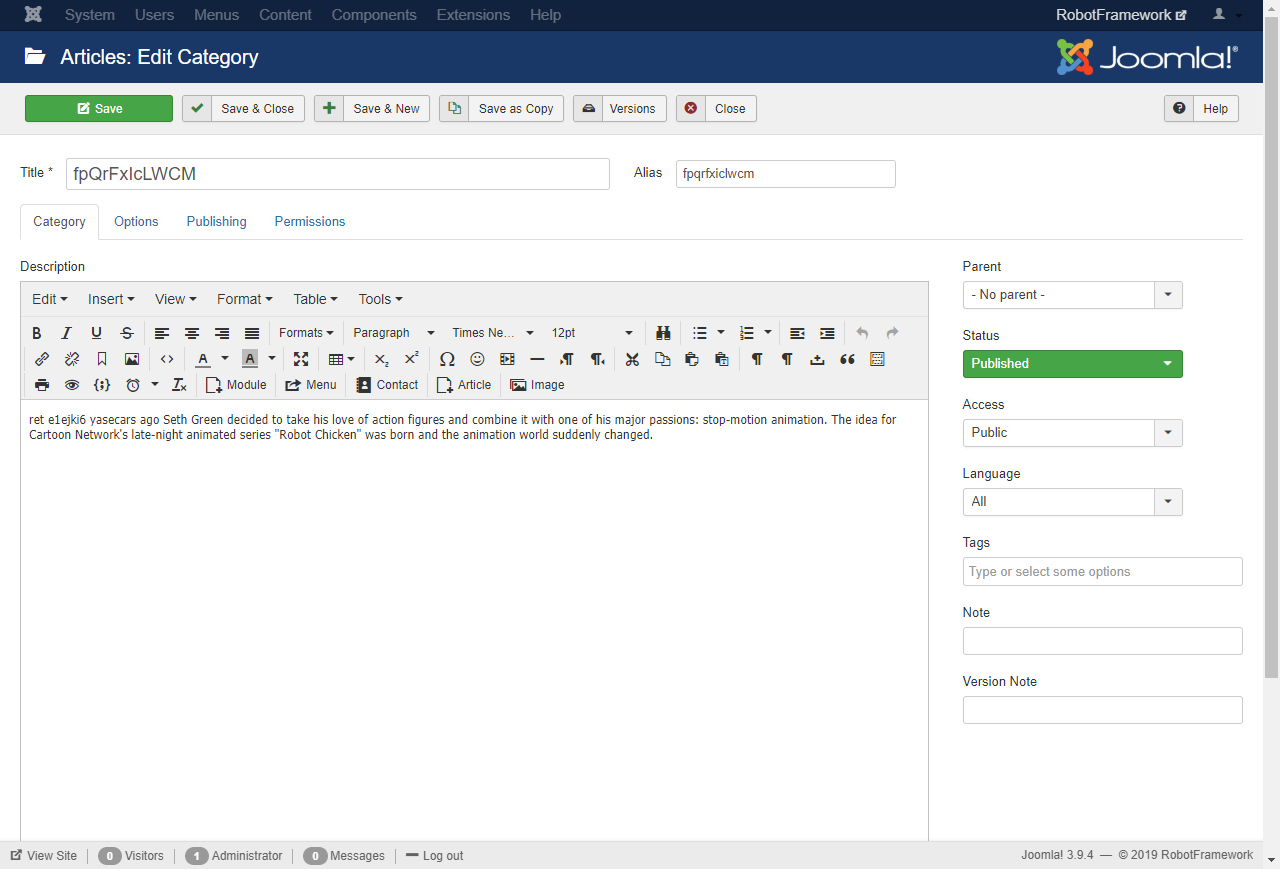 System Users Menus Content Components Extensions Help RobotFramework
Articles: Edit Category Joomla!®
Save Save & Close Save & New Save as Copy Versions Close Help
Title * fpQrFxIcLWCM Alias fpqrfxiclwcm
Category Options Publishing Permissions
Description
Edit Insert View Format Table Tools
Formats Paragraph Times Ne... 12pt
Module Menu Contact Article Image
ret e1ejki6 yasecars ago Seth Green decided to take his love of action figures and combine it with one of his major passions: stop-motion animation. The idea for
Cartoon Network's late-night animated series "Robot Chicken" was born and the animation world suddenly changed.
Parent
- No parent -
Status
Published
Access
Public
Language
All
Tags
Type or select some options
Note
Version Note
View Site 0 Visitors 1 Administrator 0 Messages Log out Joomla! 3.9.4 — © 2019 RobotFramework